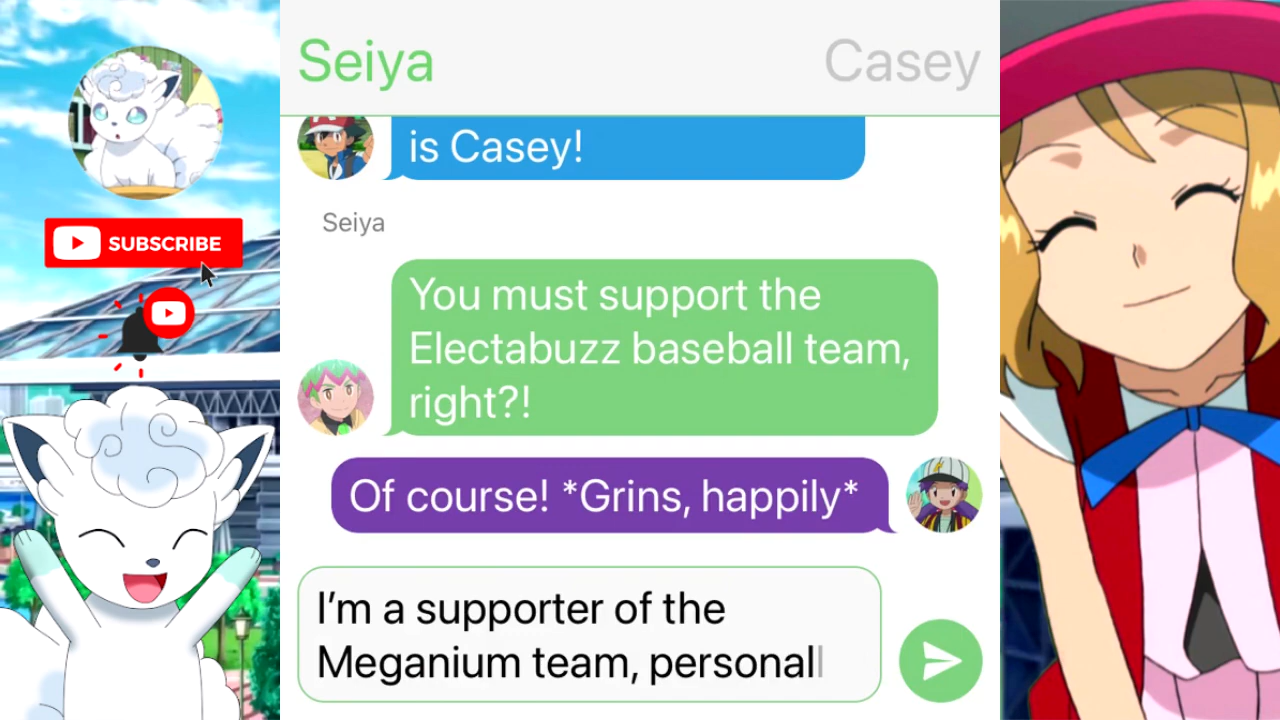 Seiya
Casey
is Casey!
SUBSCRIBE
Seiya
You must support the
Electabuzz baseball team,
right?!
Of course! *Grins, happily*
I'm a supporter of the
Meganium team, personal